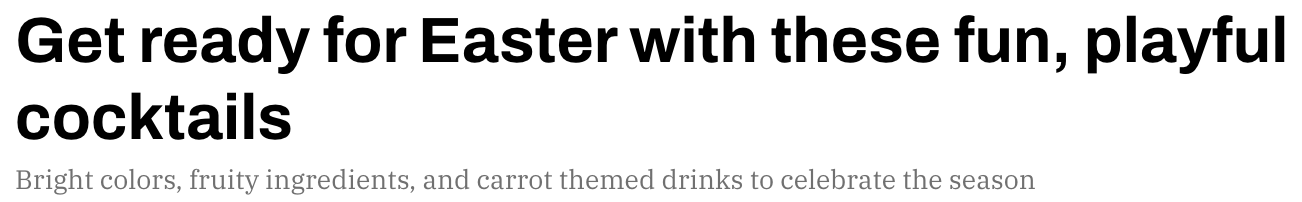 Get ready for Easter with these fun, playful
cocktails
Bright colors, fruity ingredients, and carrot themed drinks to celebrate the season